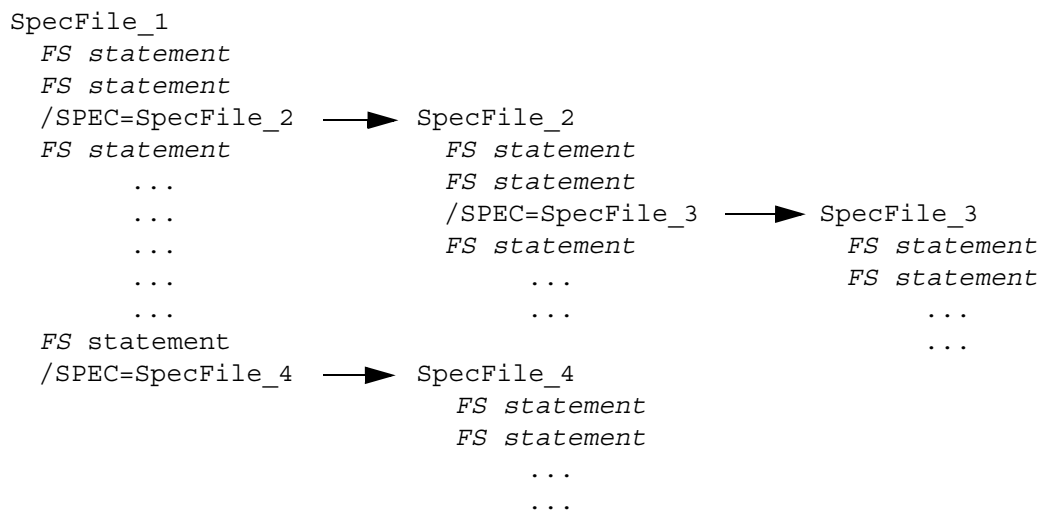 SpecFile_1
FS statement
FS statement
/SPEC=SpecFile_2 SpecFile_2
FS statement FS statement
... FS statement
... /SPEC=SpecFile_3 SpecFile_3
... FS statement FS statement
... ... FS statement
... ... ...
FS statement ...
/SPEC=SpecFile_4 SpecFile_4
FS statement
FS statement
...
...